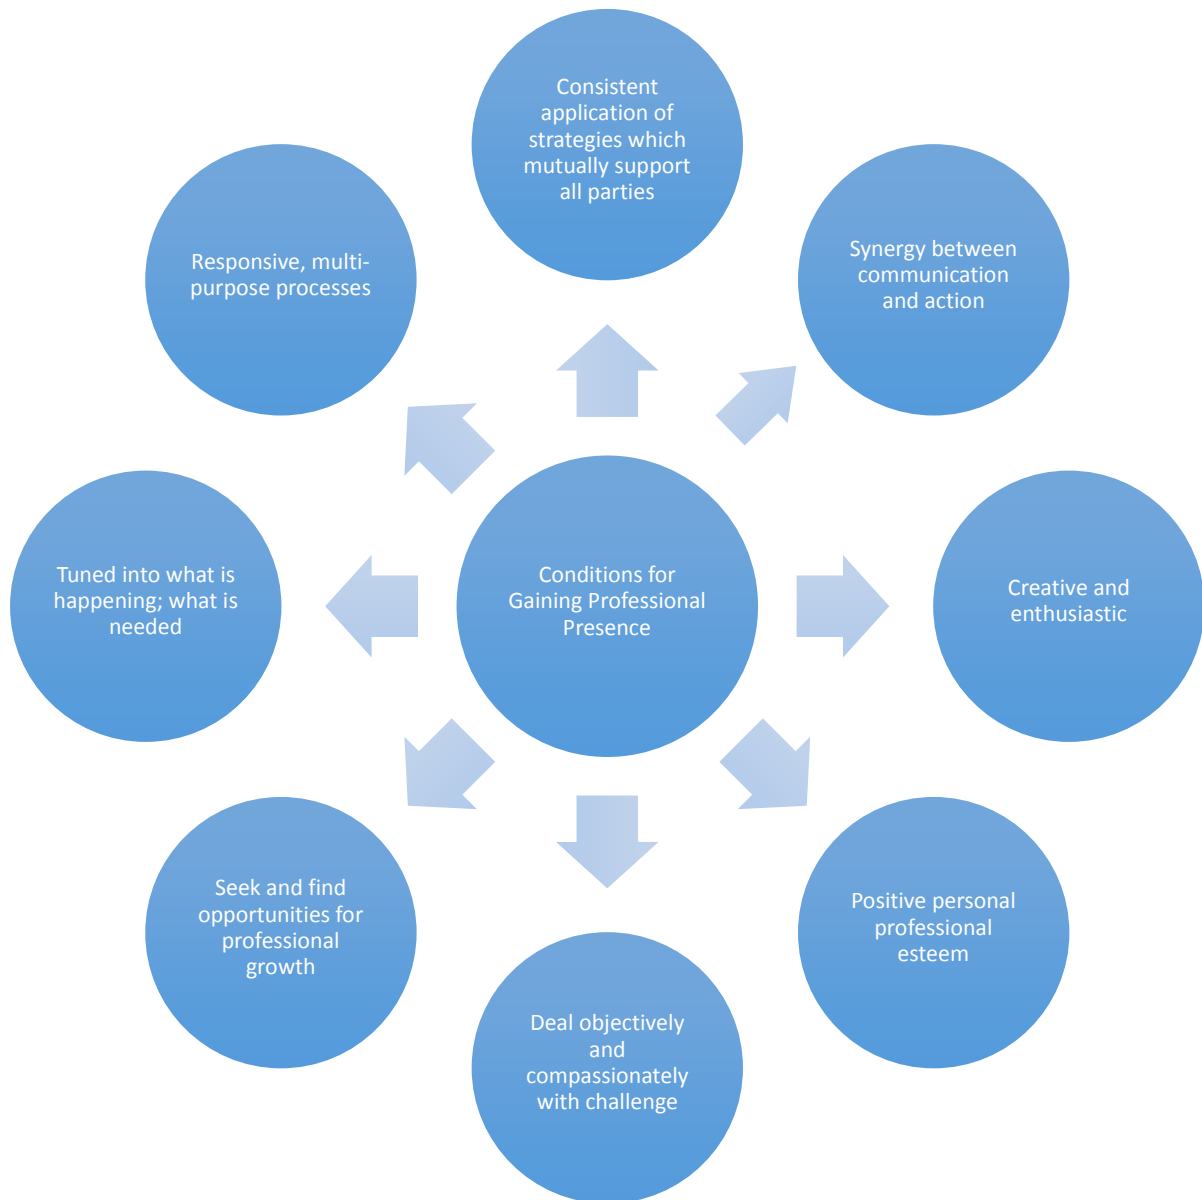 Consistent
application of
strategies which
mutually support
all parties
Synergy between
communication
and action
Creative and
enthusiastic
Positive personal
professional
esteem
Deal objectively
and
compassionately
with challenge
Seek and find
opportunities for
professional
growth
Tuned into what is
happening; what is
needed
Responsive, multi-
purpose processes
Conditions for
Gaining Professional
Presence